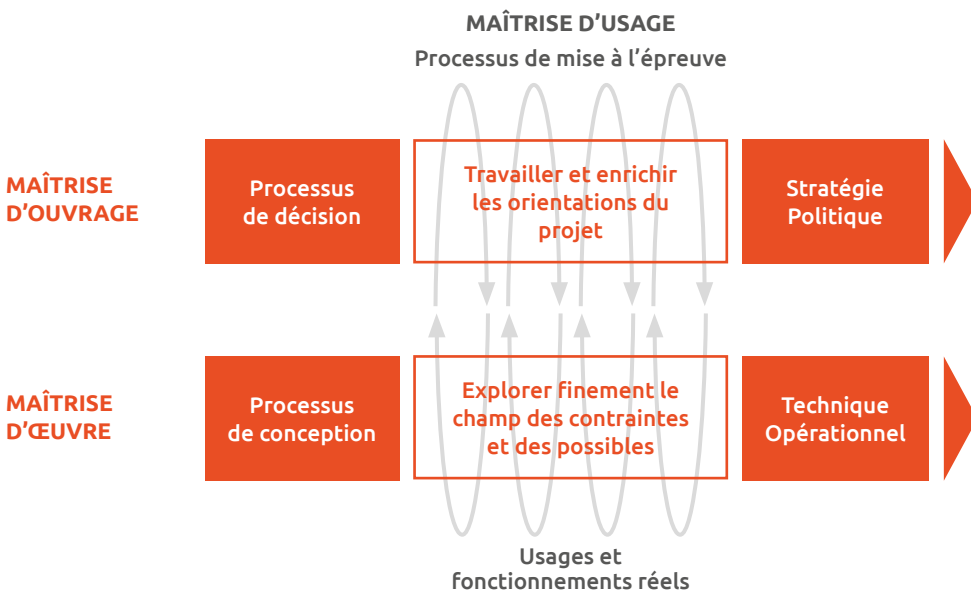 MAÎTRISE D’USAGE
Processus de mise à l’épreuve
MAÎTRISE
D’OUVRAGE
Processus
de décision
Travailler et enrichir
les orientations du
projet
Stratégie
Politique
MAÎTRISE
D’ŒUVRE
Processus
de conception
Explorer finement le
champ des contraintes
et des possibles
Technique
Opérationnel
Usages et
fonctionnements réels